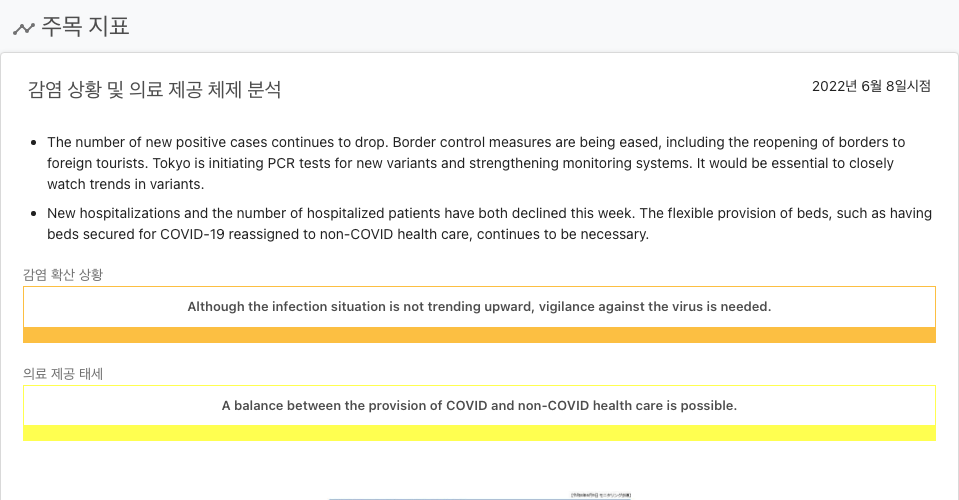 주목 지표
감염 상황 및 의료 제공 체제 분석
2022년 6월 8일시점
The number of new positive cases continues to drop. Border control measures are being eased, including the reopening of borders to
foreign tourists. Tokyo is initiating PCR tests for new variants and strengthening monitoring systems. It would be essential to closely
watch trends in variants.
New hospitalizations and the number of hospitalized patients have both declined this week. The flexible provision of beds, such as having
beds secured for COVID-19 reassigned to non-COVID health care, continues to be necessary.
감염 확산 상황
Although the infection situation is not trending upward, vigilance against the virus is needed.
의료 제공 태세
A balance between the provision of COVID and non-COVID health care is possible.